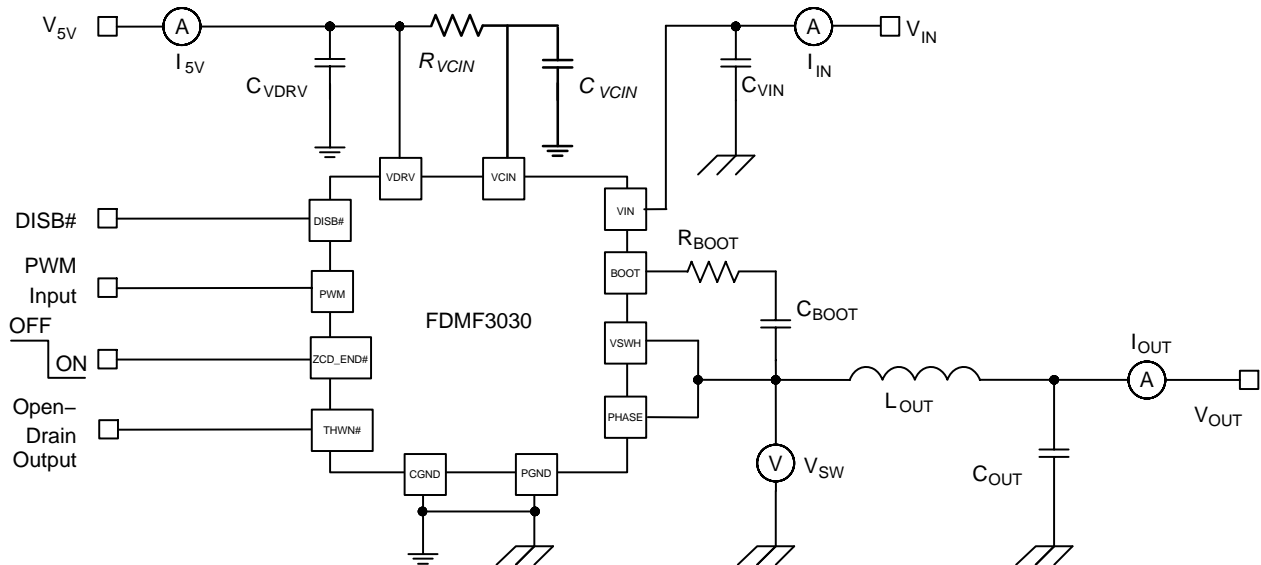 V5V
A
I5V
RVCIN
CVDRV
CVCIN
A
IIN
VIN
CVIN
VDRV
VCIN
DISB#
DISB#
VIN
PWM
Input
PWM
BOOT
RBOOT
CBOOT
FDMF3030
OFF
ON
ZCD_END#
VSWH
Open–
Drain
Output
THWN#
PHASE
CGND
PGND
V
VSW
LOUT
COUT
IOUT
A
VOUT